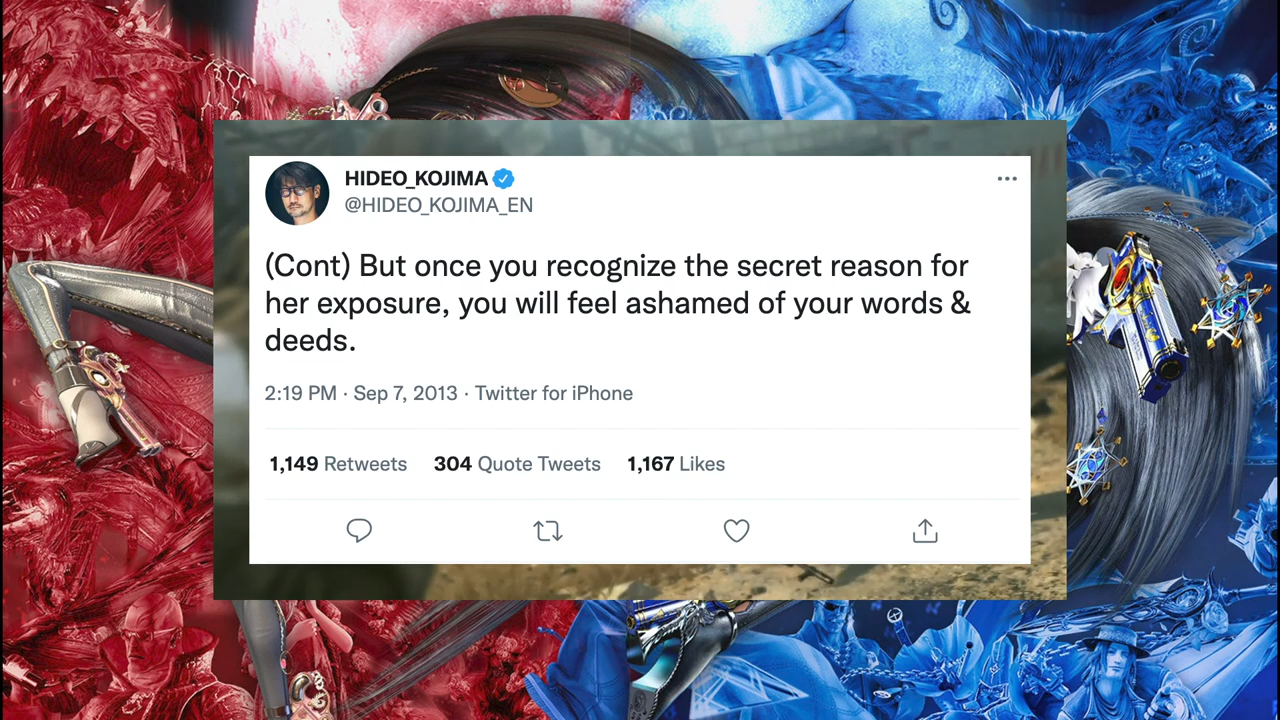 HIDEO_KOJIMA
@HIDEO_KOJIMA_EN
(Cont) But once you recognize the secret reason for
her exposure, you will feel ashamed of your words &
deeds.
2:19 PM · Sep 7, 2013 · Twitter for iPhone
1,149 Retweets 304 Quote Tweets 1,167 Likes